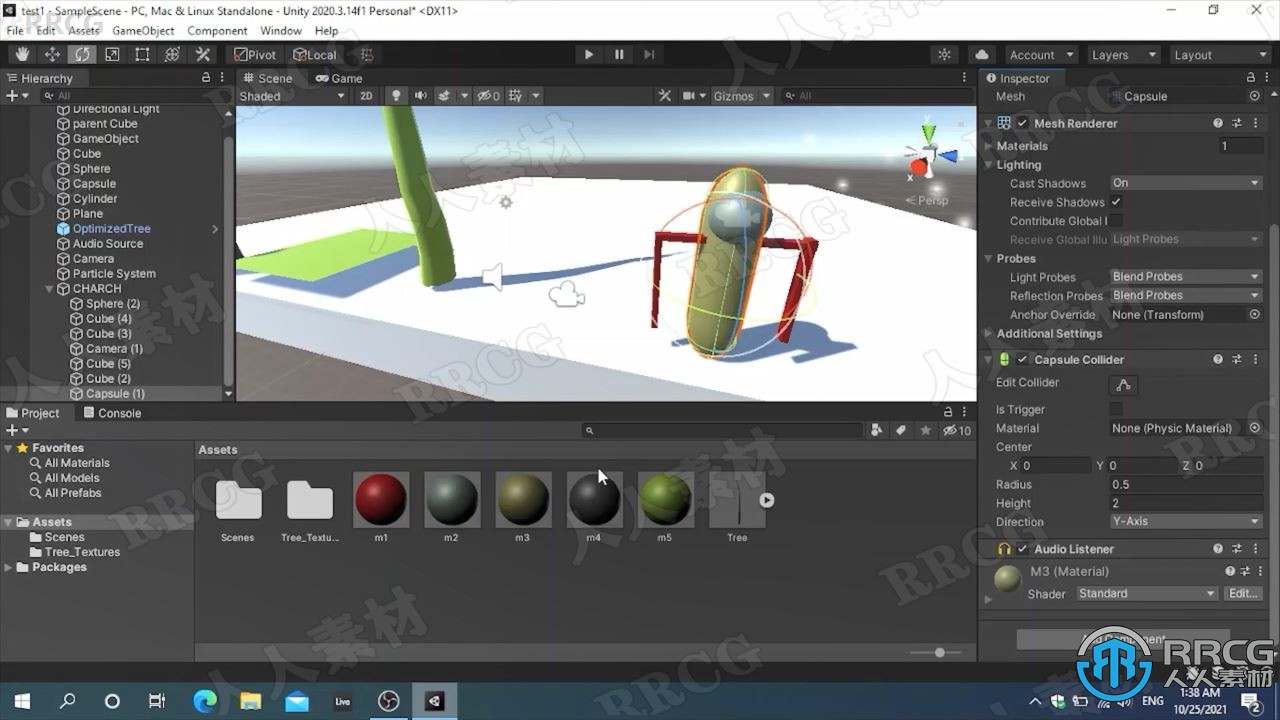 test1 - SampleScene - PC, Mac & Linux Standalone - Unity 2020.3.14f1 Personal* <DX11>
File Edit Assets GameObject Component Window Help
Pivot Local Account Layers Layout
Hierarchy
All
Directional Light
parent Cube
GameObject
Cube
Sphere
Capsule
Cylinder
Plane
OptimizedTree
Audio Source
Camera
Particle System
CHARCH
Sphere (2)
Cube (4)
Cube (3)
Camera (1)
Cube (5)
Cube (2)
Capsule (1)
Scene Game
Shaded 2D 0 Gizmos All
y
x
Persp
Inspector
Mesh Capsule
Mesh Renderer
Materials 1
Lighting
Cast Shadows On
Receive Shadows
Contribute Global I
Receive Global Illu Light Probes
Probes
Light Probes Blend Probes
Reflection Probes Blend Probes
Anchor Override None (Transform)
Additional Settings
Capsule Collider
Edit Collider
Is Trigger
Material None (Physic Material)
Center
X 0 Y 0 Z 0
Radius 0.5
Height 2
Direction Y-Axis
Audio Listener
M3 (Material)
Shader Standard Edit...
Add Component
Project Console
10
Favorites
All Materials
All Models
All Prefabs
Assets
Scenes
Tree_Textures
Packages
Assets
Scenes Tree_Textu... m1 m2 m3 m4 m5 Tree
Live
ENG
1:38 AM
10/25/2021
2
RRCG
人人素材